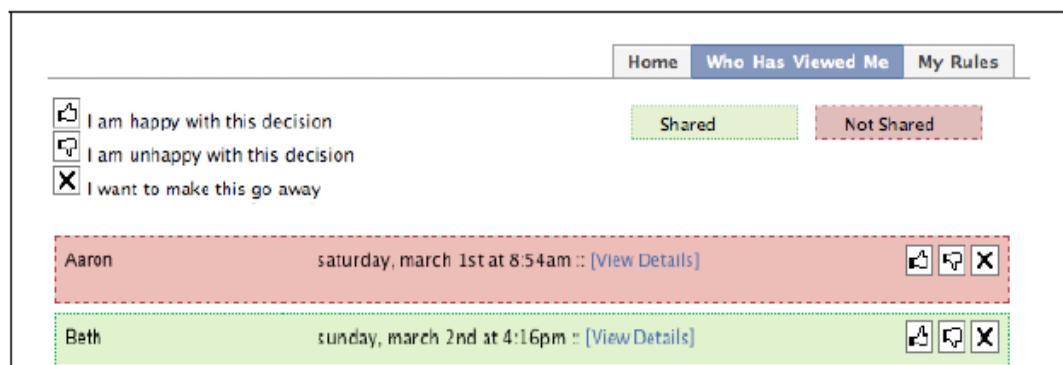 Home Who Has Viewed Me My Rules
I am happy with this decision
Shared Not Shared
I am unhappy with this decision
I want to make this go away
Aaron saturday, march 1st at 8:54am :: [View Details]
Beth sunday, march 2nd at 4:16pm :: [View Details]